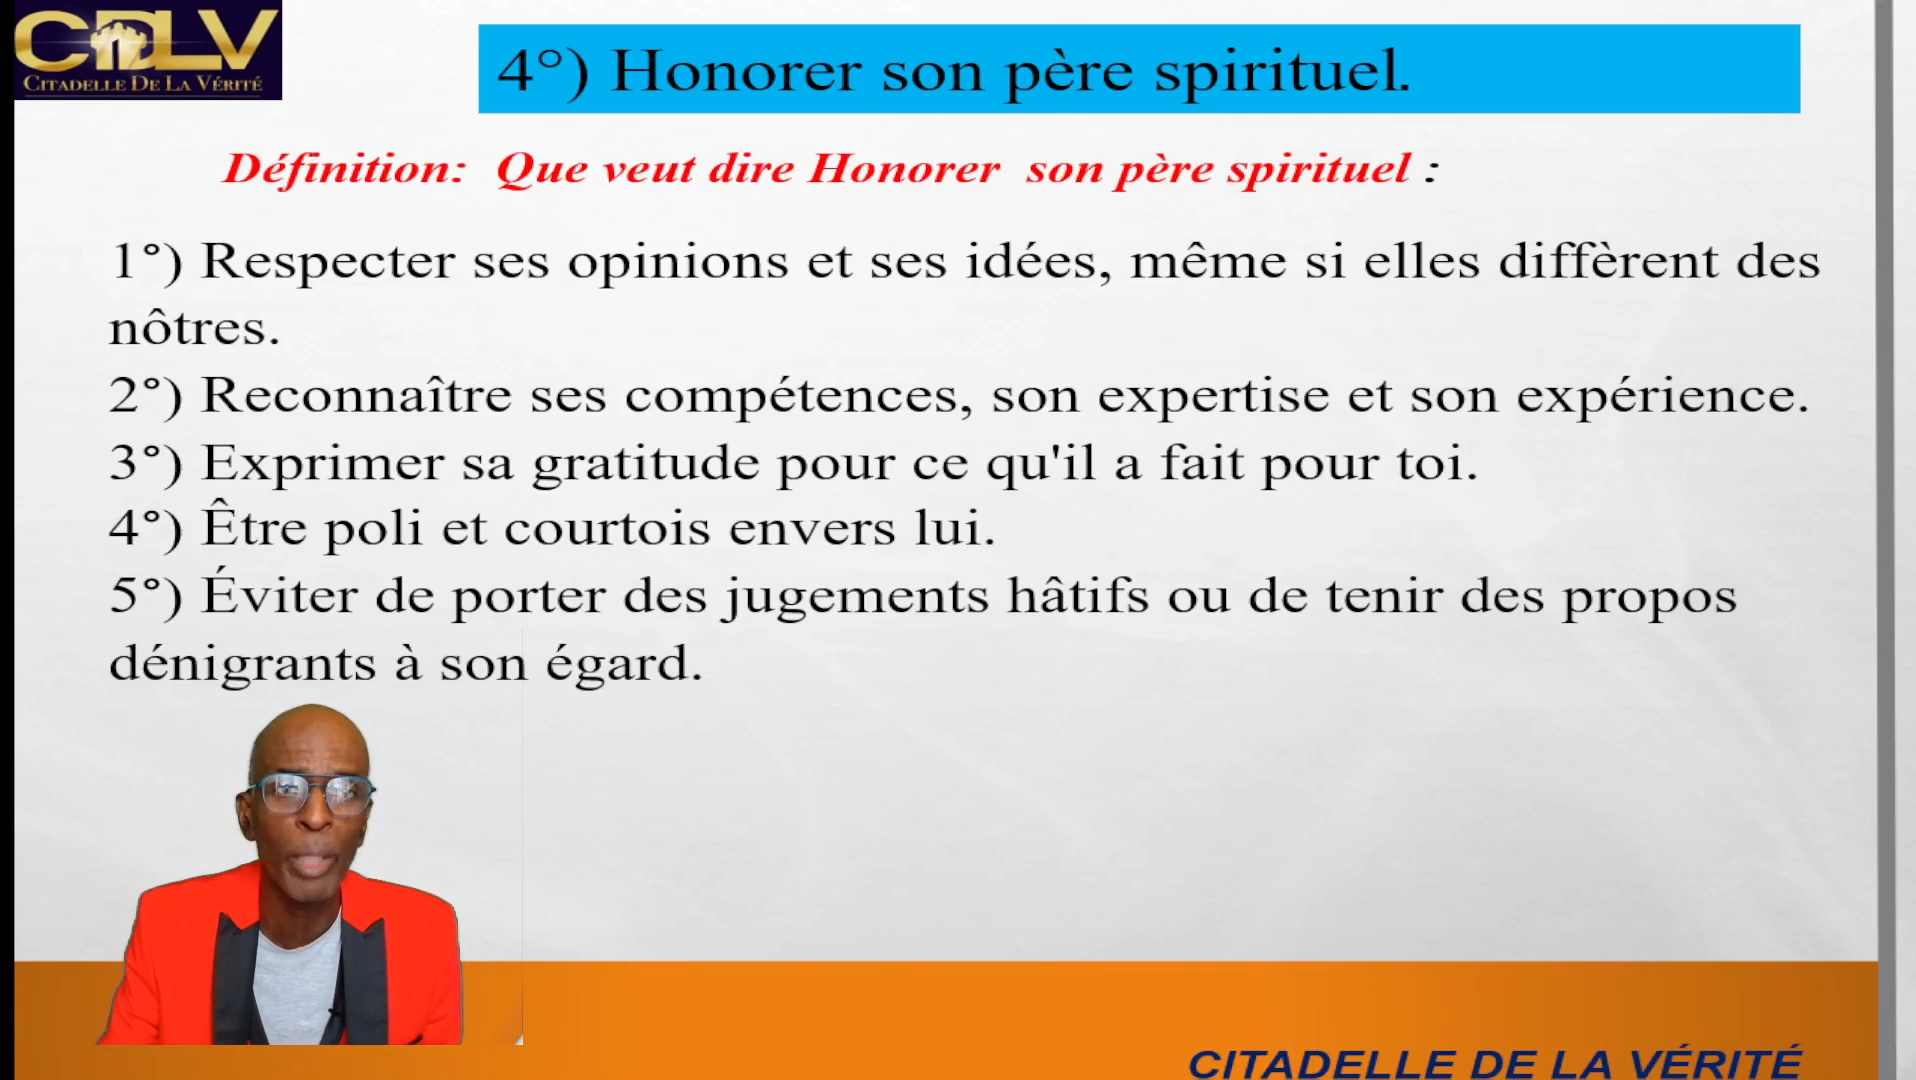 CDLV
CITADELLE DE LA VÉRITÉ
4°) Honorer son père spirituel.
Définition: Que veut dire Honorer son père spirituel :
1°) Respecter ses opinions et ses idées, même si elles diffèrent des
nôtres.
2°) Reconnaître ses compétences, son expertise et son expérience.
3°) Exprimer sa gratitude pour ce qu'il a fait pour toi.
4°) Être poli et courtois envers lui.
5°) Éviter de porter des jugements hâtifs ou de tenir des propos
dénigrants à son égard.
CITADELLE DE LA VÉRITÉ